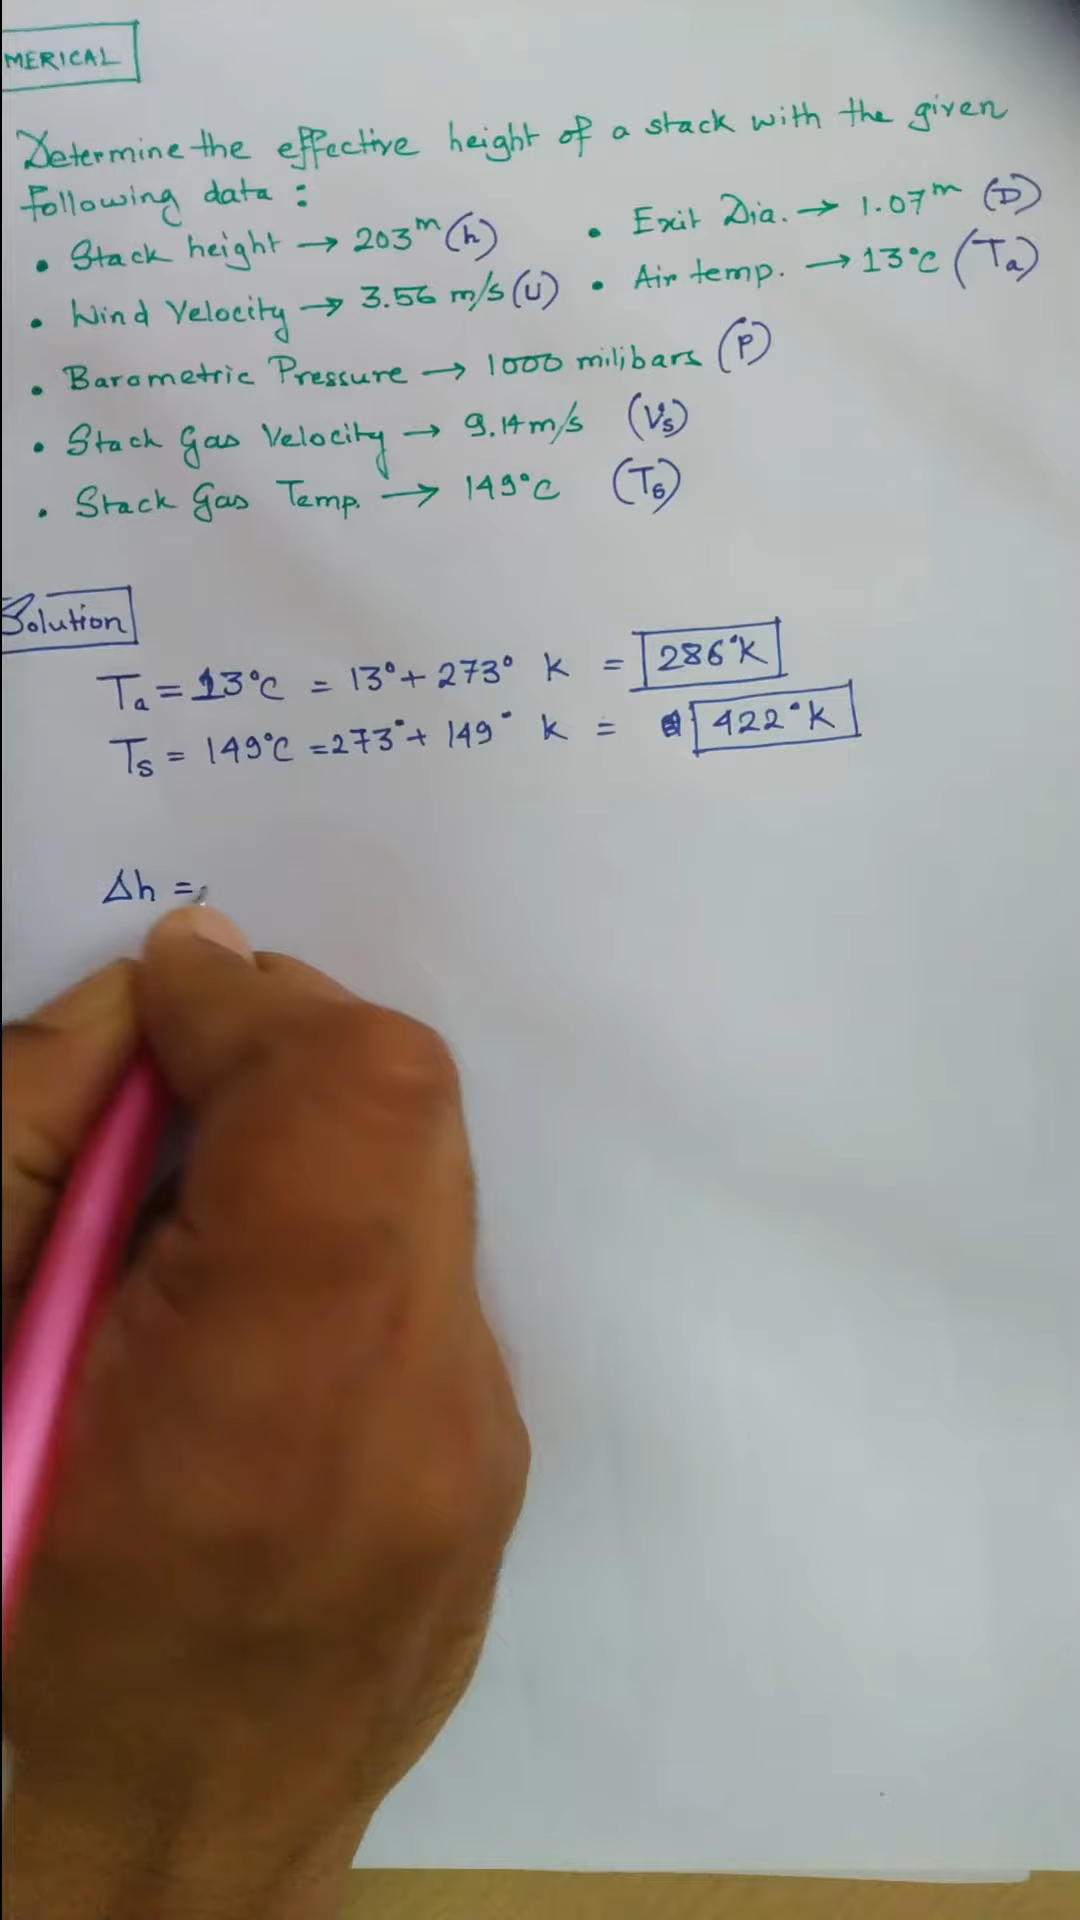 MERICAL
Determine the effective height of a stack with the given
following data :
• Stack height → 203m (h)
• Exit Dia. → 1.07m (D)
• Wind Velocity → 3.56 m/s (U)
• Air temp. → 13°C (Ta)
• Barometric Pressure → 1000 milibars (P)
• Stack Gas Velocity → 9.14m/s (Vs)
• Stack Gas Temp. → 149°C (Ts)
Solution
Ta = 13°C = 13° + 273° k = 286°K
Ts = 149°C = 273° + 149° k = 422°K
Δh =